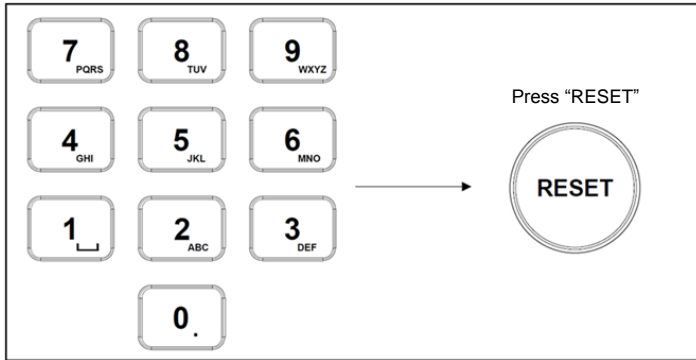 7 PQRS 8 TUV 9 WXYZ
Press “RESET”
4 GHI 5 JKL 6 MNO
RESET
1 2 ABC 3 DEF
0 .